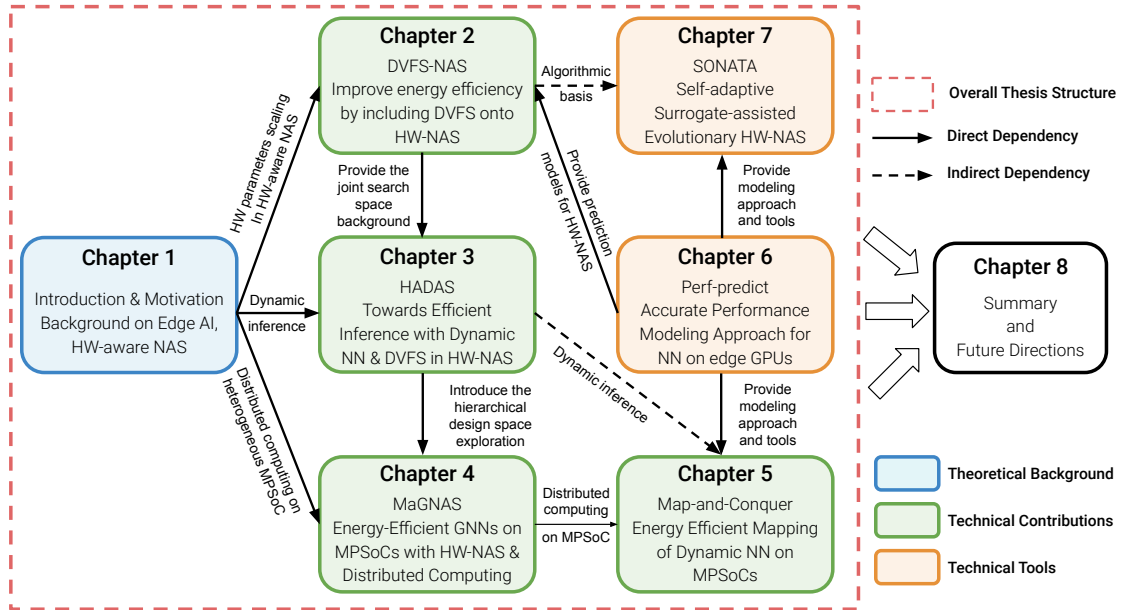 Chapter 1
Introduction & Motivation
Background on Edge AI,
HW-aware NAS
HW parameters scaling
In HW-aware NAS
Dynamic
inference
Distributed computing on
heterogeneous MPSoC
Chapter 2
DVFS-NAS
Improve energy efficiency
by including DVFS onto
HW-NAS
Provide the
joint search
space
background
Chapter 3
HADAS
Towards Efficient
Inference with Dynamic
NN & DVFS in HW-NAS
Introduce the
hierarchical
design space
exploration
Chapter 4
MaGNAS
Energy-Efficient GNNs on
MPSoCs with HW-NAS &
Distributed Computing
Algorithmic
basis
Provide prediction
models for HW-NAS
Dynamic inference
Distributed
computing
on MPSoC
Chapter 7
SONATA
Self-adaptive
Surrogate-assisted
Evolutionary HW-NAS
Provide
modeling
approach
and tools
Chapter 6
Perf-predict
Accurate Performance
Modeling Approach for
NN on edge GPUs
Provide
modeling
approach
and tools
Chapter 5
Map-and-Conquer
Energy Efficient Mapping
of Dynamic NN on
MPSoCs
Overall Thesis Structure
Direct Dependency
Indirect Dependency
Chapter 8
Summary
and
Future Directions
Theoretical Background
Technical Contributions
Technical Tools